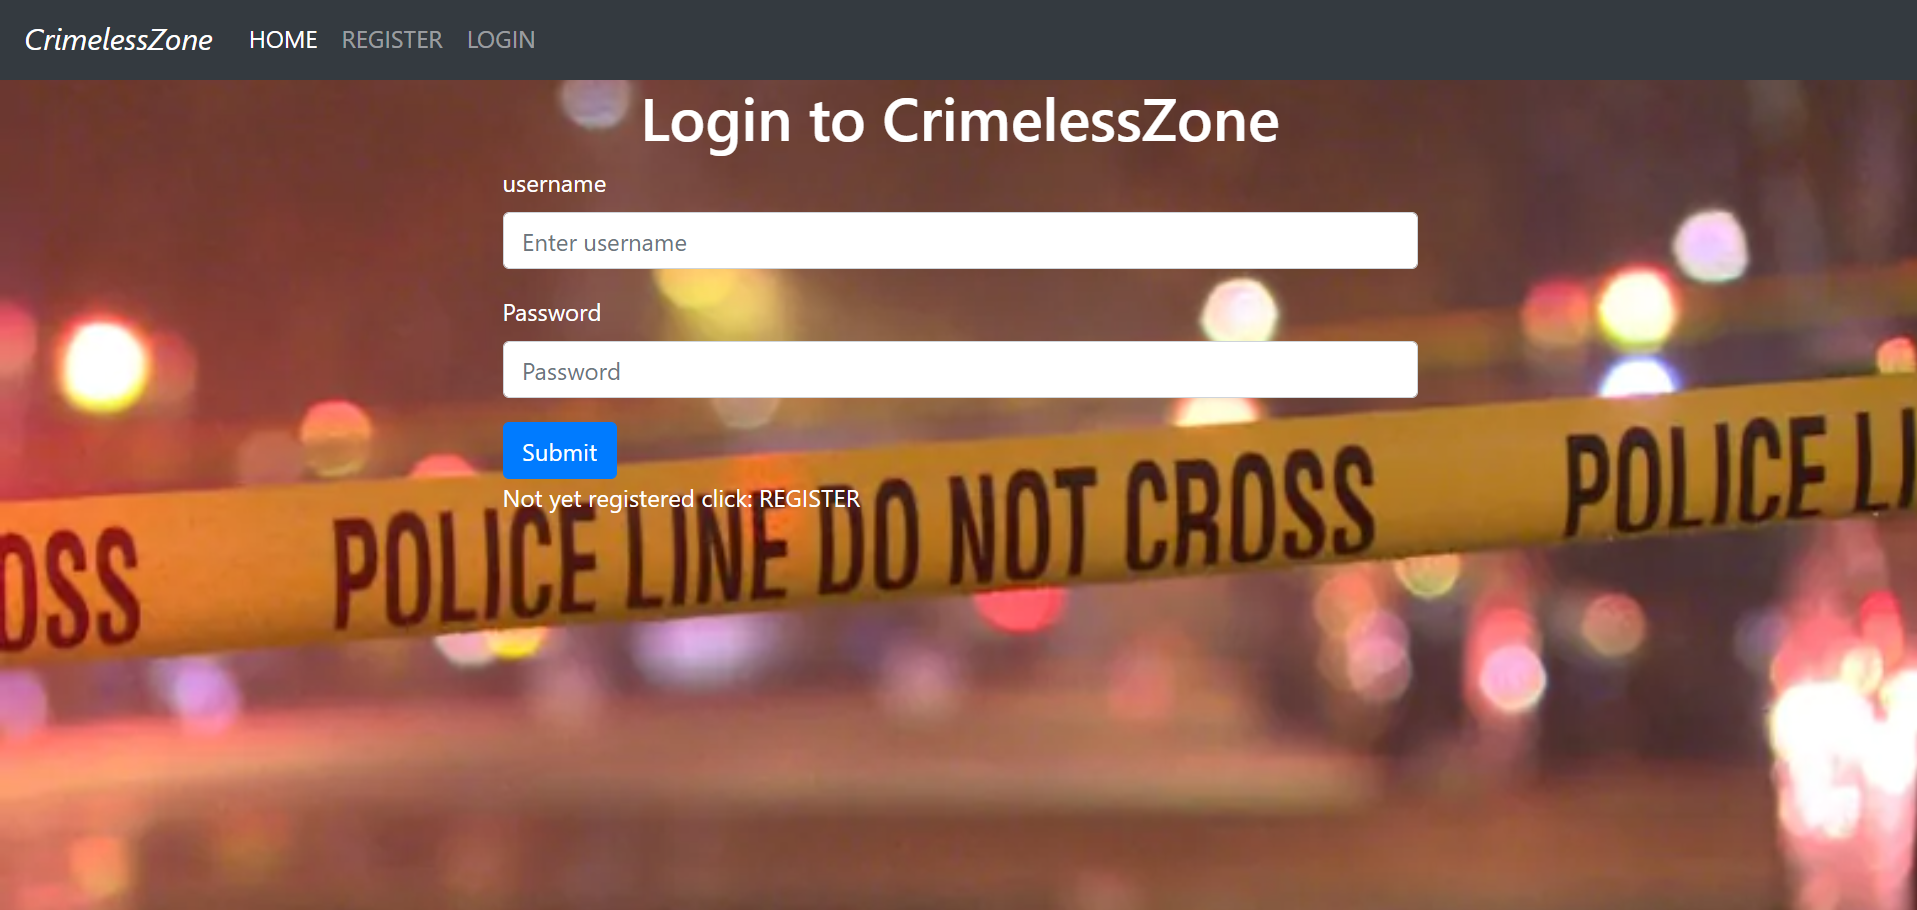 CrimelessZone HOME REGISTER LOGIN
Login to CrimelessZone
username
Enter username
Password
Password
Submit
Not yet registered click: REGISTER
OSS POLICE LINE DO NOT CROSS POLICE LI